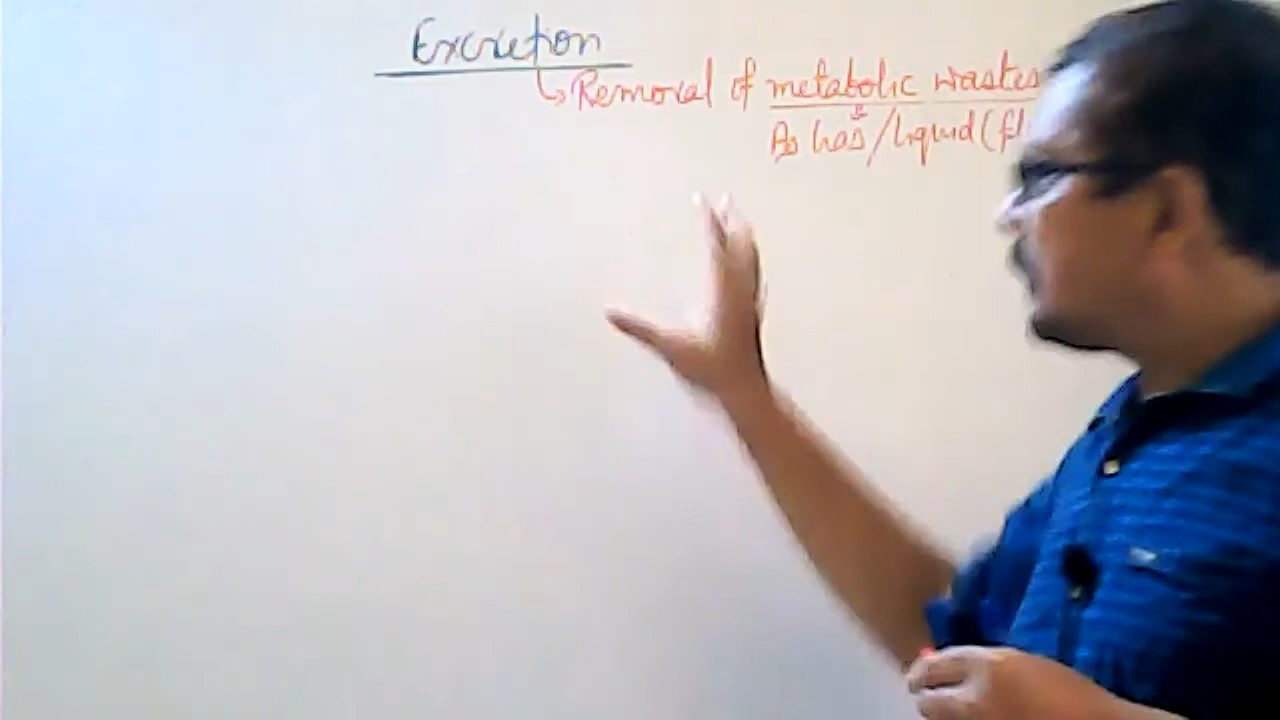 Excretion
↳ Removal of metabolic wastes
As Gas/liquid (fl